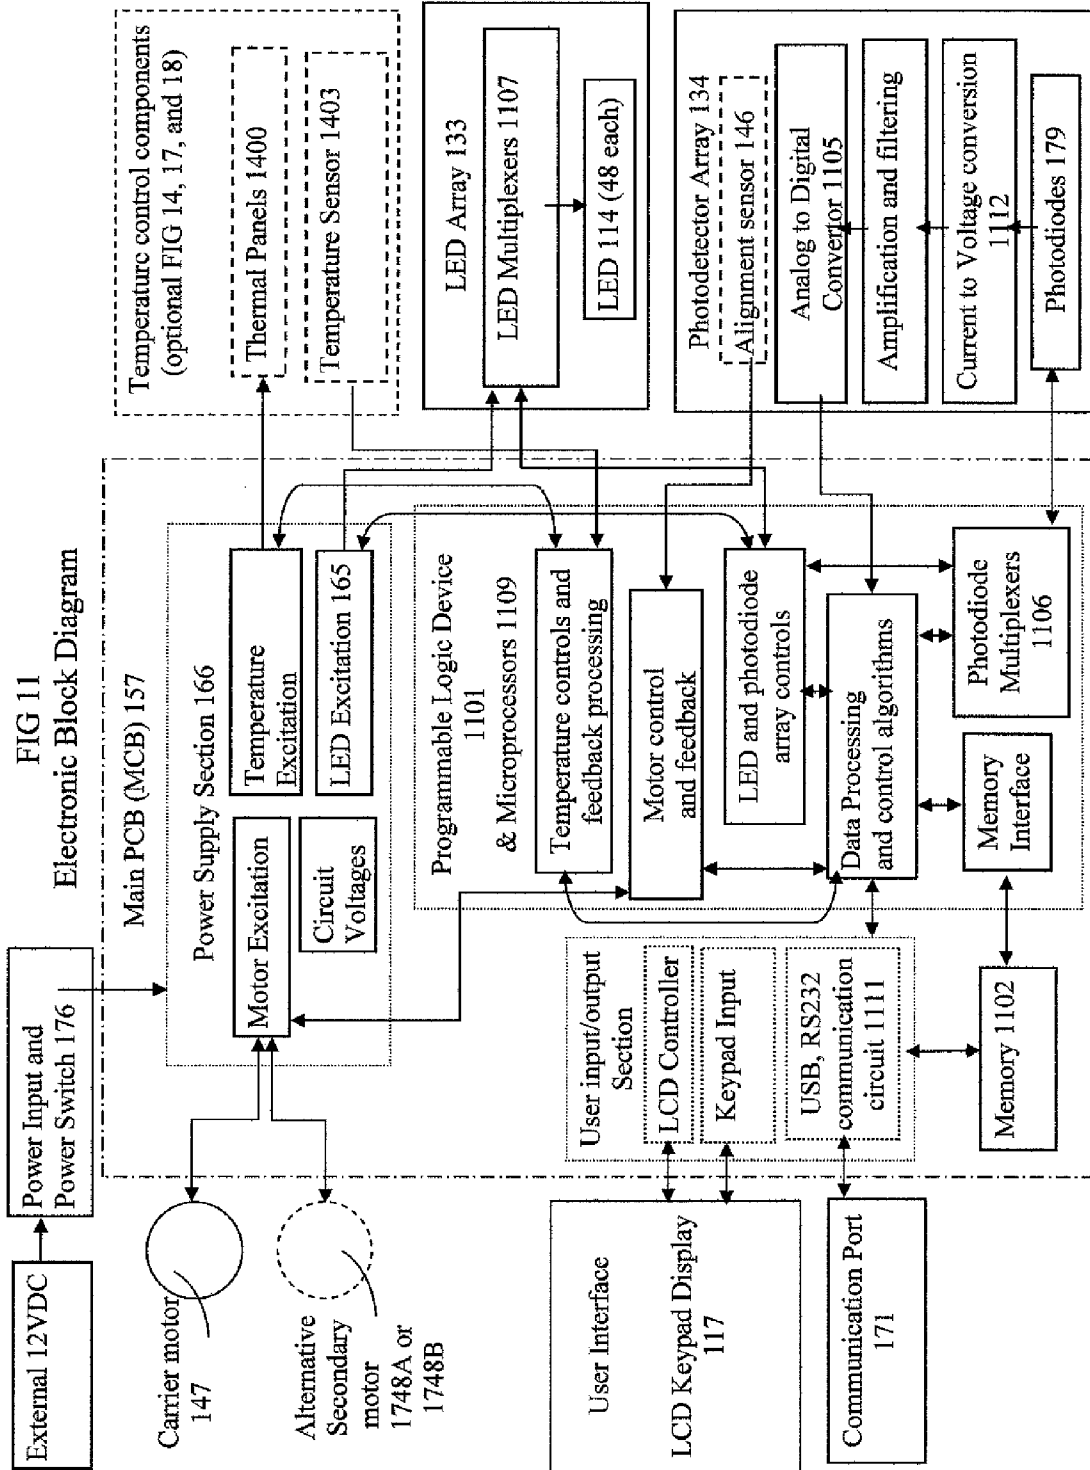 FIG 11
Electronic Block Diagram
External 12VDC
Power Input and
Power Switch 176
Main PCB (MCB) 157
Power Supply Section 166
Motor Excitation
Temperature
Excitation
Circuit
Voltages
LED Excitation 165
Carrier motor
147
Alternative
Secondary
motor
1748A or
1748B
Temperature control components
(optional FIG 14, 17, and 18)
Thermal Panels 1400
Temperature Sensor 1403
LED Array 133
LED Multiplexers 1107
LED 114 (48 each)
Programmable Logic Device
1101
& Microprocessors 1109
Temperature controls and
feedback processing
Motor control
and feedback
LED and photodiode
array controls
Data Processing
and control algorithms
Memory
Interface
Photodiode
Multiplexers
1106
User input/output
Section
LCD Controller
Keypad Input
USB, RS232
communication
circuit 1111
Memory 1102
User Interface
LCD Keypad Display
117
Communication Port
171
Photodetector Array 134
Alignment sensor 146
Analog to Digital
Convertor 1105
Amplification and filtering
Current to Voltage conversion
1112
Photodiodes 179